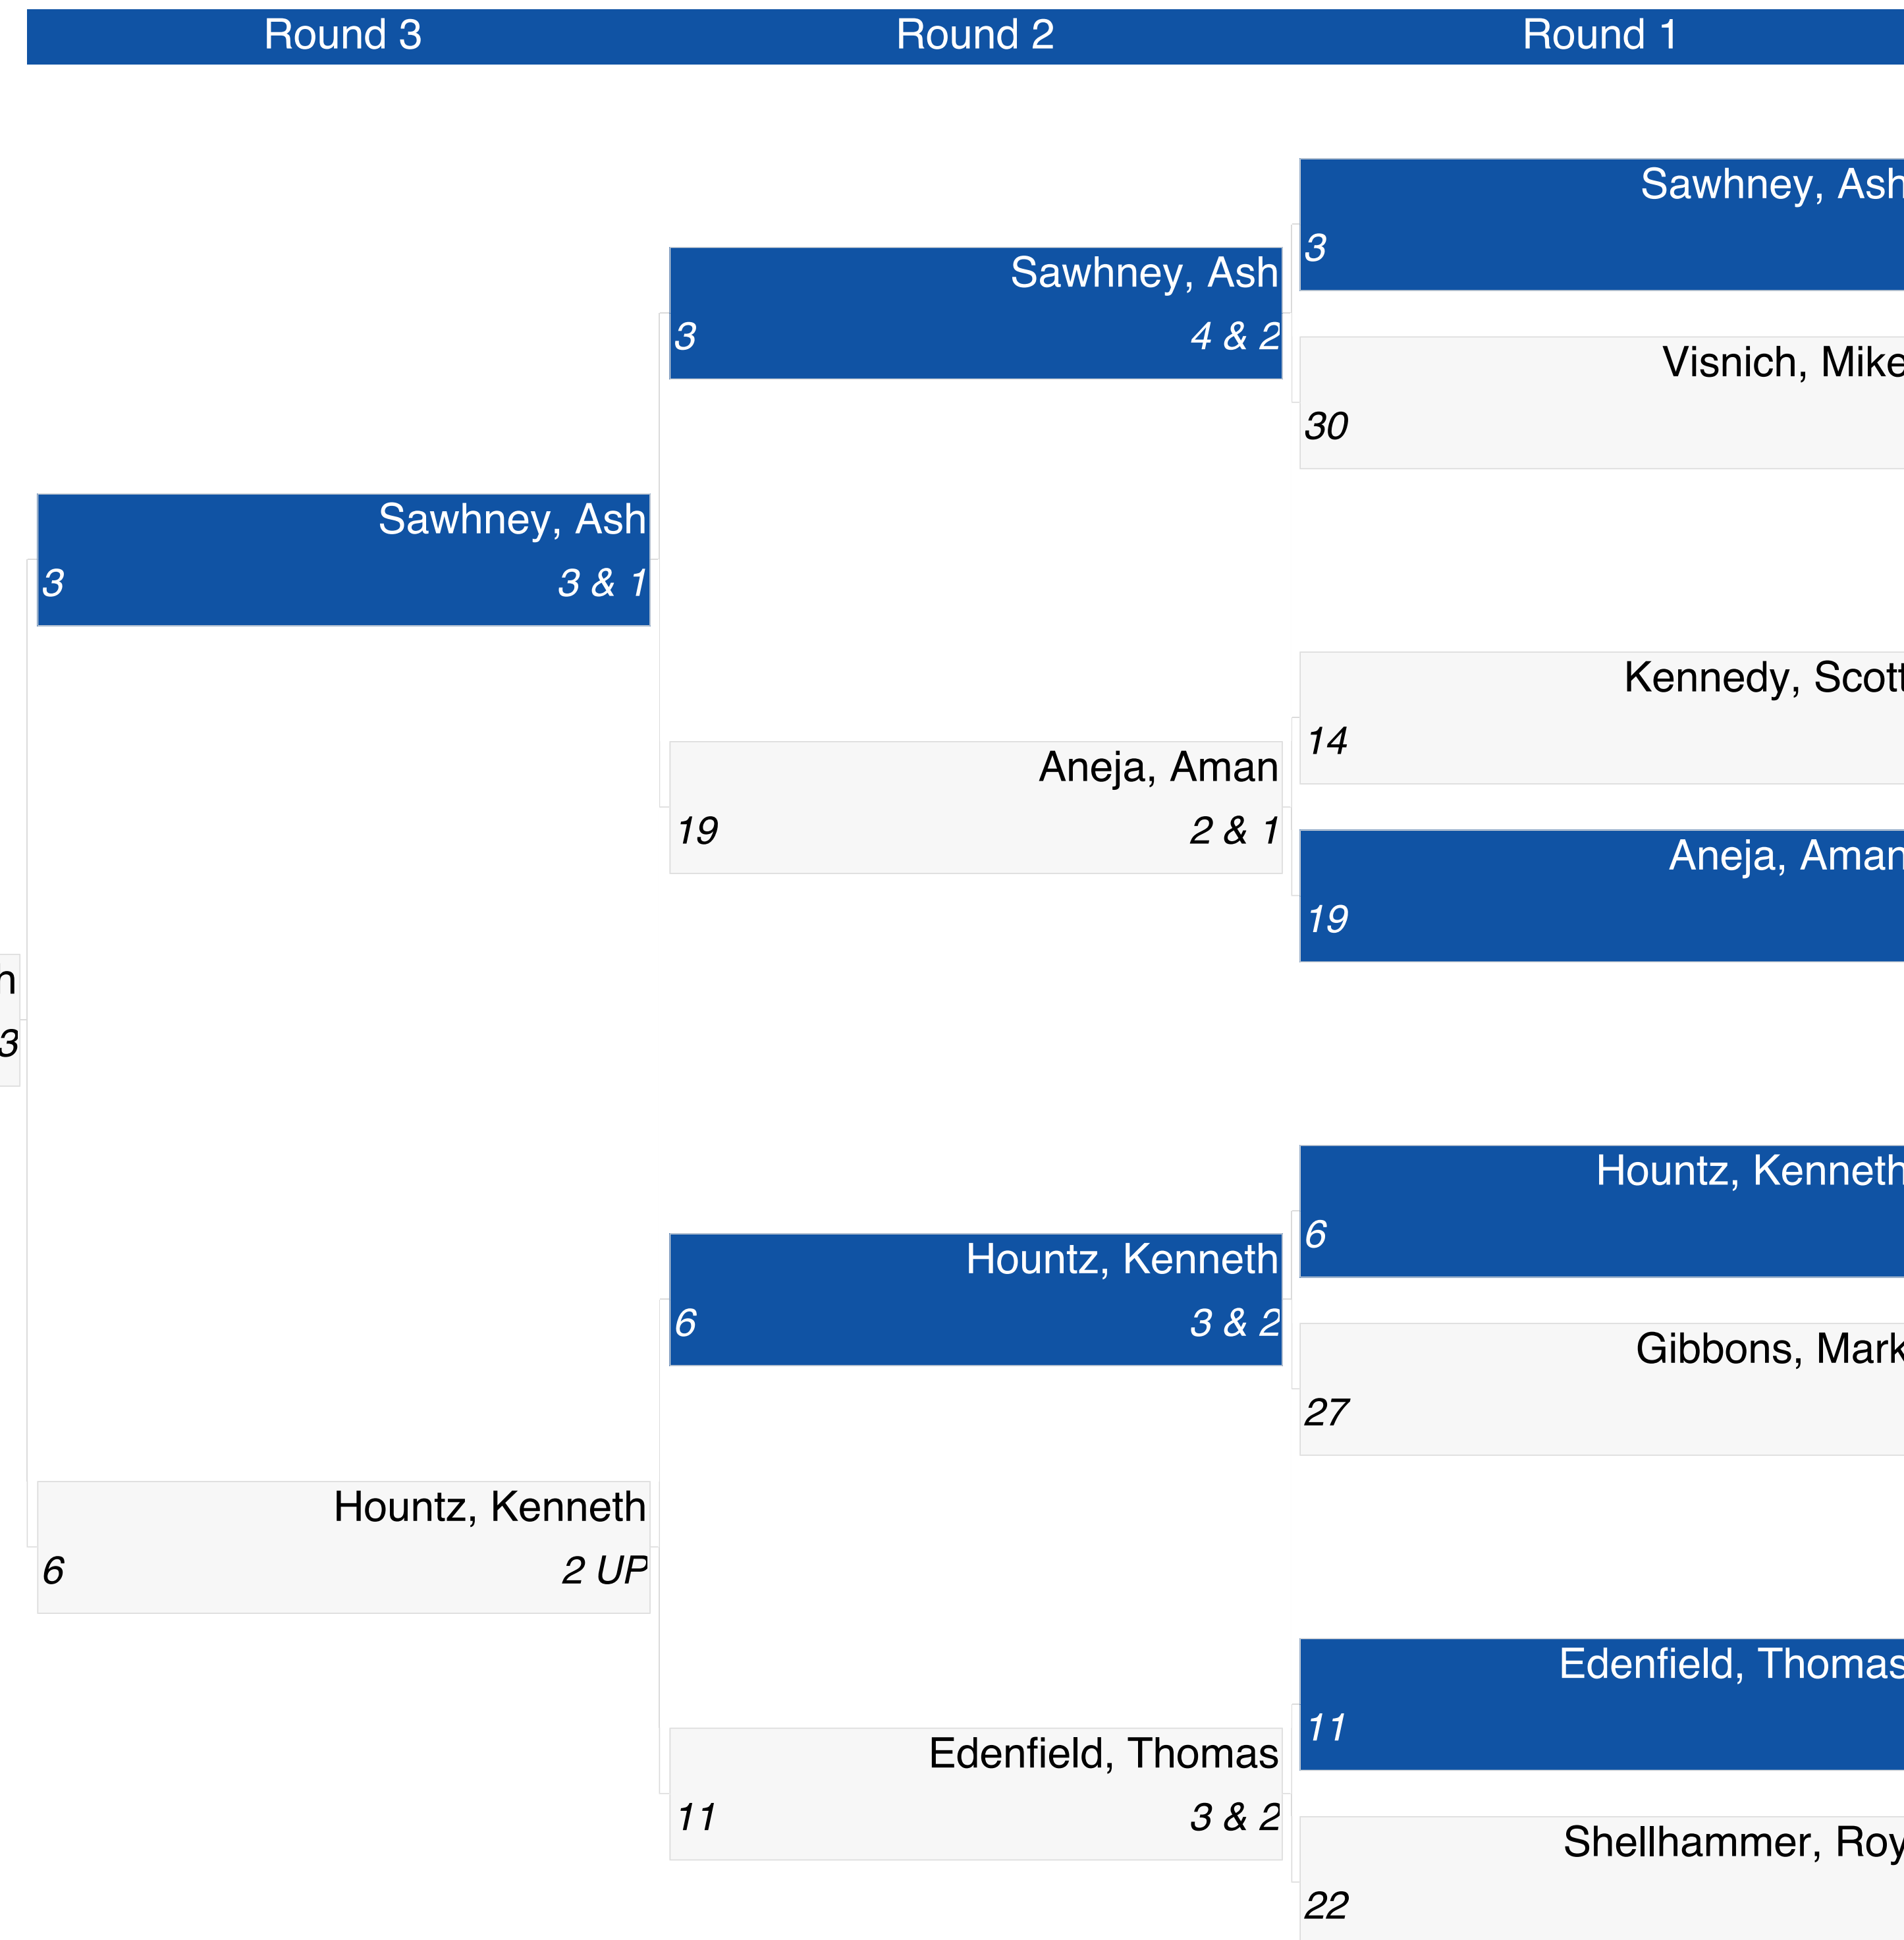 Round 3
Round 2
Round 1
Sawhney, Ash
3
Sawhney, Ash
3 4 & 2
Visnich, Mike
30
Sawhney, Ash
3 3 & 1
Kennedy, Scott
14
Aneja, Aman
19 2 & 1
Aneja, Aman
19
h
3
Hountz, Kenneth
6
Hountz, Kenneth
6 3 & 2
Gibbons, Mark
27
Hountz, Kenneth
6 2 UP
Edenfield, Thomas
11
Edenfield, Thomas
11 3 & 2
Shellhammer, Roy
22